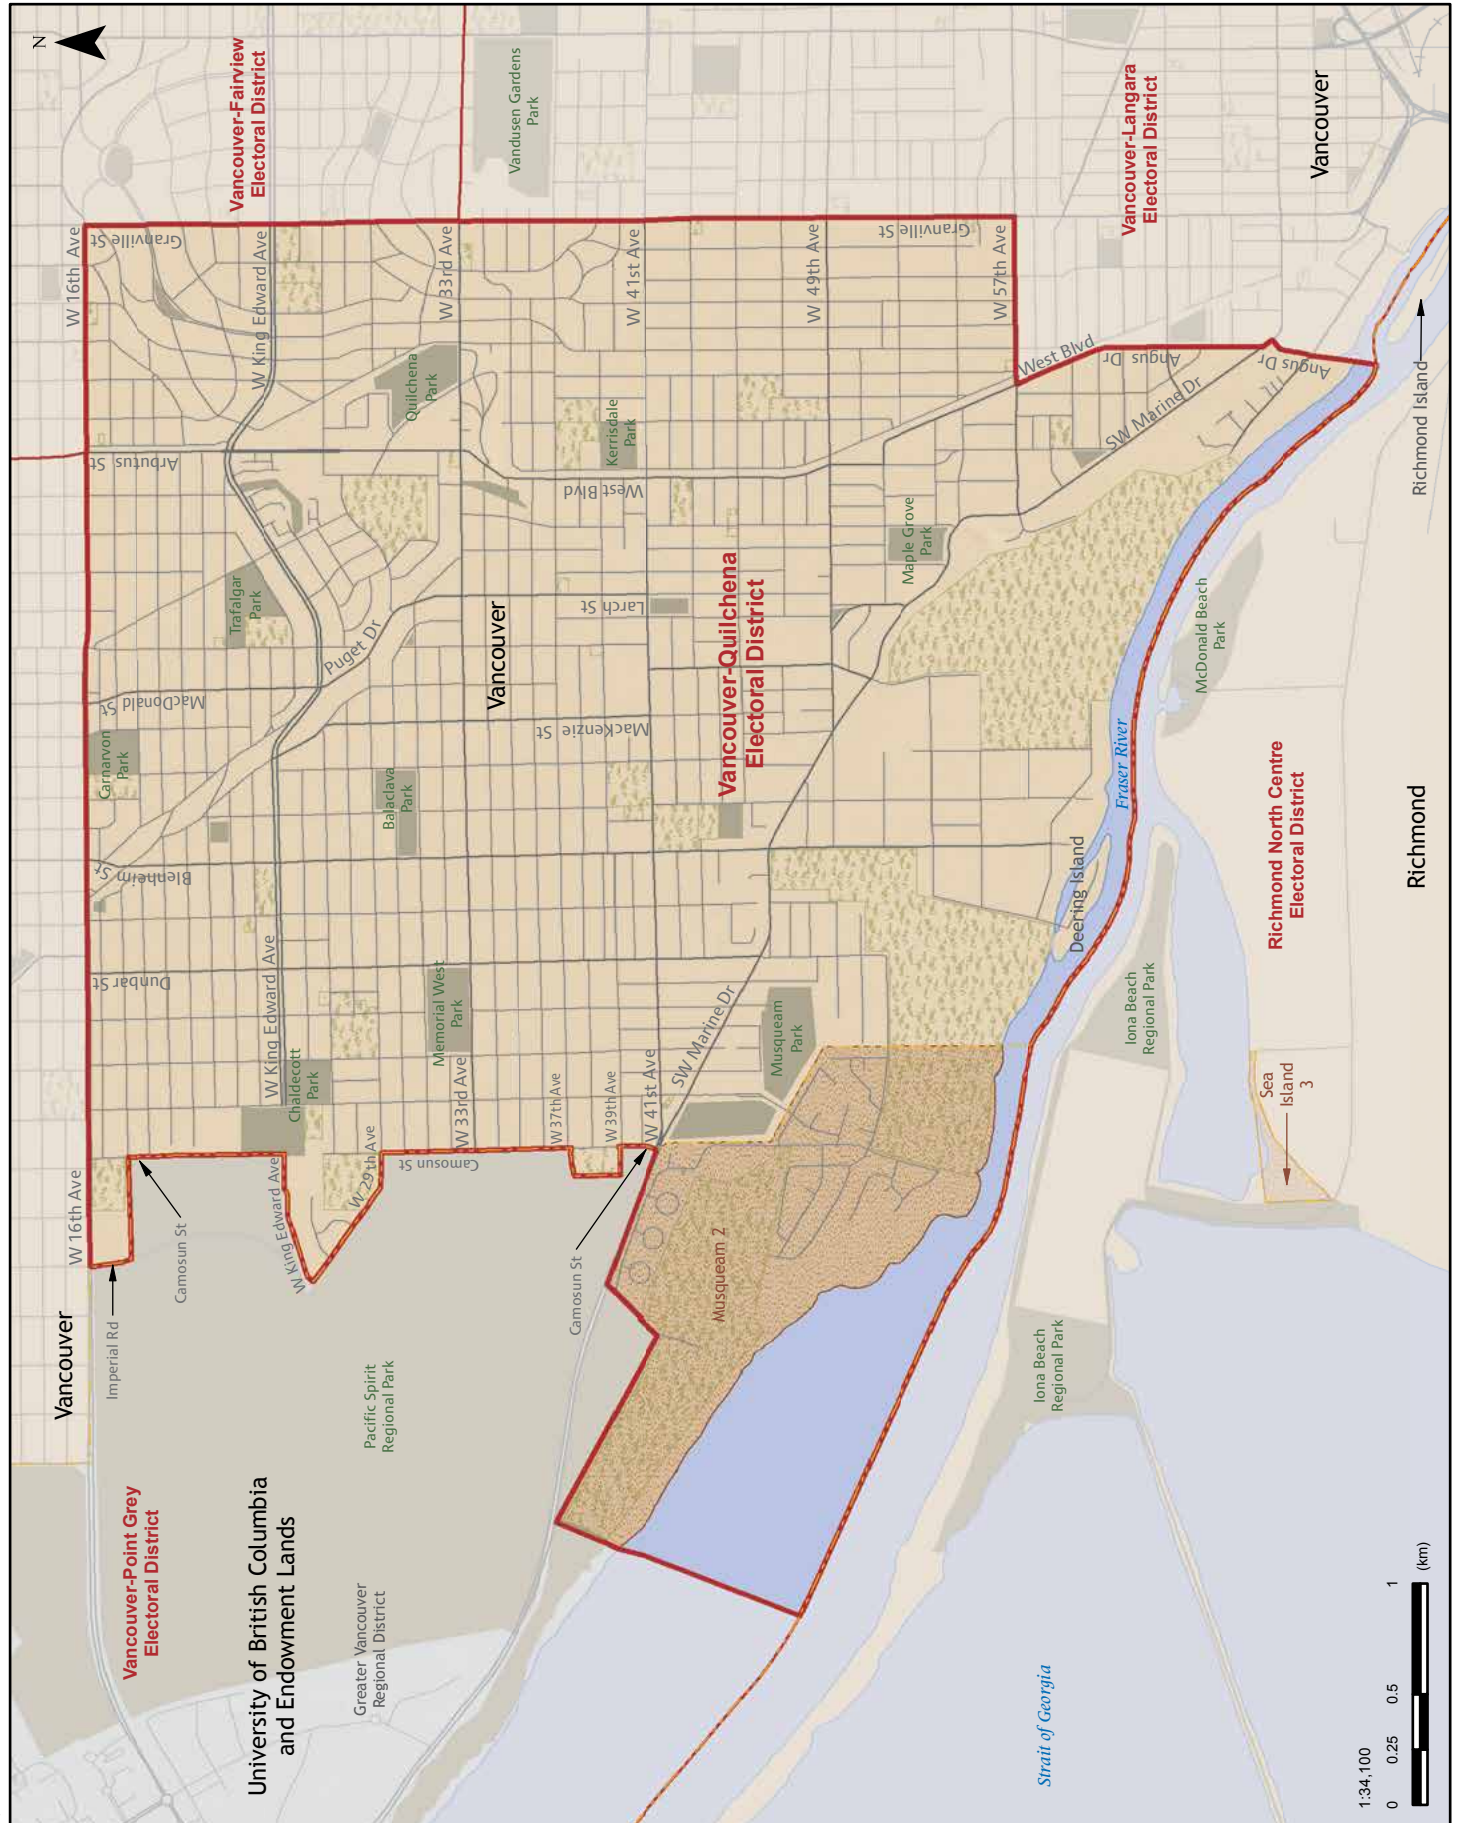 N
Vancouver-Fairview
Electoral District
Vandusen Gardens
Park
Vancouver-Langara
Electoral District
Vancouver
W 16th Ave
Granville St
W King Edward Ave
W 33rd Ave
W 41st Ave
W 49th Ave
Granville St
W 57th Ave
West Blvd
Angus Dr
Angus Dr
SW Marine Dr
Richmond Island
Arbutus St
Quilchena
Park
Kerrisdale
Park
West Blvd
Maple Grove
Park
Trafalgar
Park
Puget Dr
Larch St
Vancouver
Vancouver-Quilchena
Electoral District
McDonald Beach
Park
MacDonald St
MacKenzie St
Carnarvon
Park
Balaclava
Park
Fraser River
Richmond North Centre
Electoral District
Richmond
Blenheim St
Deering Island
Dunbar St
W King Edward Ave
Memorial West
Park
SW Marine Dr
Musqueam
Park
Iona Beach
Regional Park
Chaldecott
Park
W 33rd Ave
W 37th Ave
W 39th Ave
W 41st Ave
Sea
Island
3
W 16th Ave
Camosun St
W King Edward Ave
W King Edward Ave
W 29th Ave
Camosun St
Camosun St
Musqueam 2
Imperial Rd
Vancouver
Pacific Spirit
Regional Park
Iona Beach
Regional Park
Vancouver-Point Grey
Electoral District
University of British Columbia
and Endowment Lands
Greater Vancouver
Regional District
Strait of Georgia
1:34,100
0 0.25 0.5 1
(km)